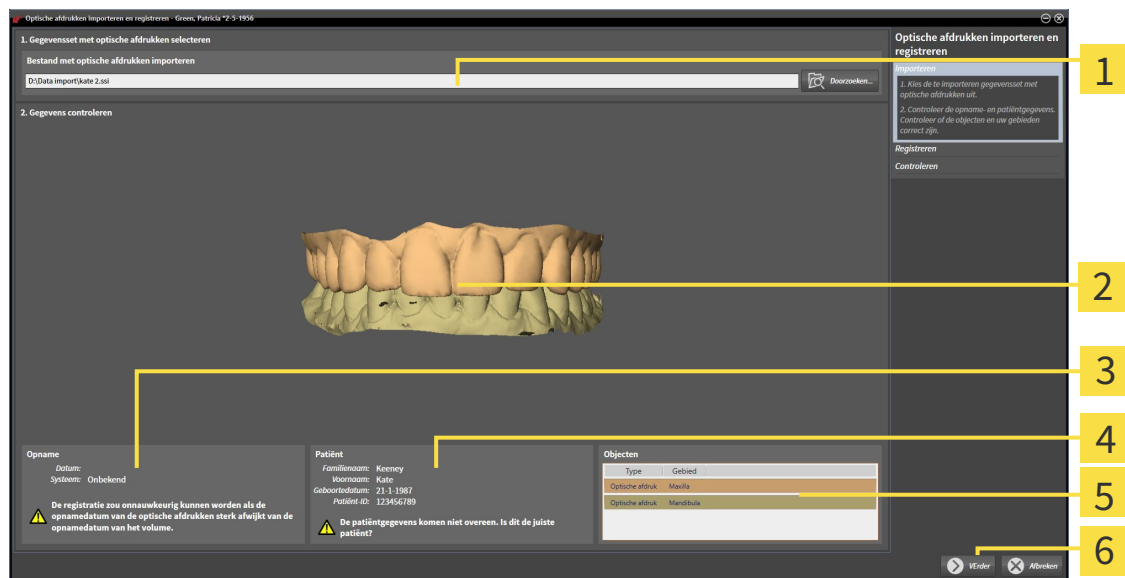 Optische afdrukken importeren en registreren - Green, Patricia *2-5-1956
1. Gegevensset met optische afdrukken selecteren
Bestand met optische afdrukken importeren
D:\Data import\kate 2.ssi
Doorzoeken...
2. Gegevens controleren
Opname
Datum:
Systeem: Onbekend
De registratie zou onnauwkeurig kunnen worden als de
opnamedatum van de optische afdrukken sterk afwijkt van de
opnamedatum van het volume.
Patiënt
Familienaam: Keeney
Voornaam: Kate
Geboortedatum: 21-1-1987
Patiënt-ID: 123456789
De patiëntgegevens komen niet overeen. Is dit de juiste
patiënt?
Objecten
Type Gebied
Optische afdruk Maxilla
Optische afdruk Mandibula
Optische afdrukken importeren en
registreren
Importeren
1. Kies de te importeren gegevensset met
optische afdrukken uit.
2. Controleer de opname- en patiëntgegevens.
Controleer of de objecten en uw gebieden
correct zijn.
Registreren
Controleren
VErder
Afbreken
1
2
3
4
5
6